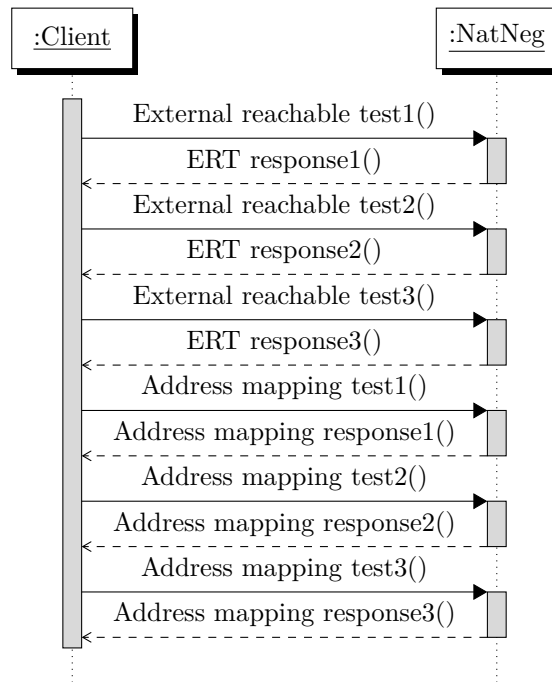 :Client
:NatNeg
External reachable test1()
ERT response1()
External reachable test2()
ERT response2()
External reachable test3()
ERT response3()
Address mapping test1()
Address mapping response1()
Address mapping test2()
Address mapping response2()
Address mapping test3()
Address mapping response3()